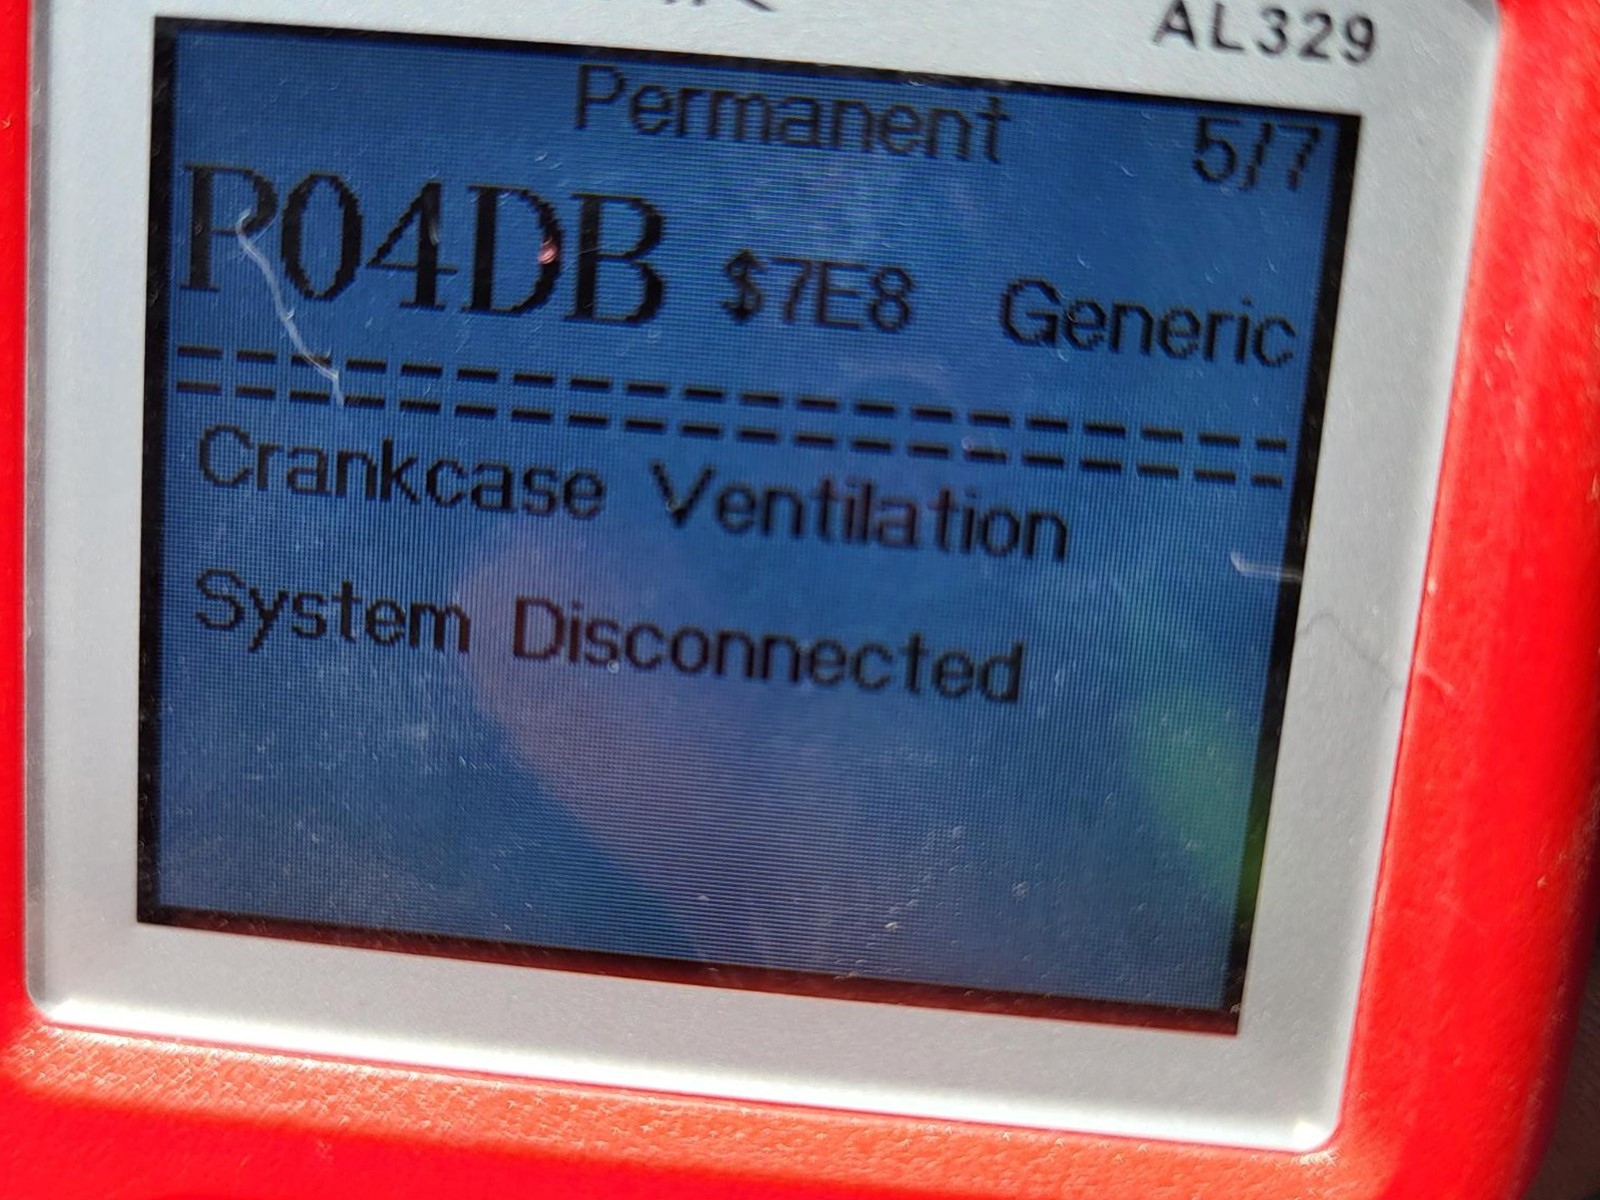 AL329
Permanent 5/7
P04DB $7E8 Generic
Crankcase Ventilation
System Disconnected